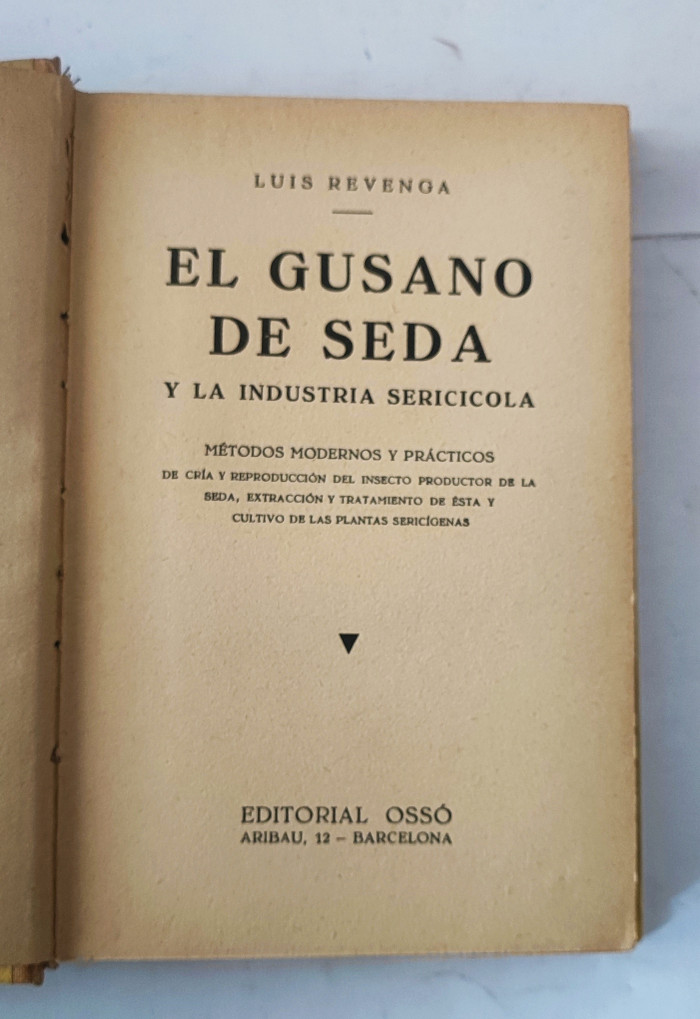 LUIS REVENGA
EL GUSANO
DE SEDA
Y LA INDUSTRIA SERICICOLA
MÉTODOS MODERNOS Y PRÁCTICOS
DE CRÍA Y REPRODUCCIÓN DEL INSECTO PRODUCTOR DE LA
SEDA, EXTRACCIÓN Y TRATAMIENTO DE ÉSTA Y
CULTIVO DE LAS PLANTAS SERICÍGENAS
EDITORIAL OSSÓ
ARIBAU, 12 – BARCELONA